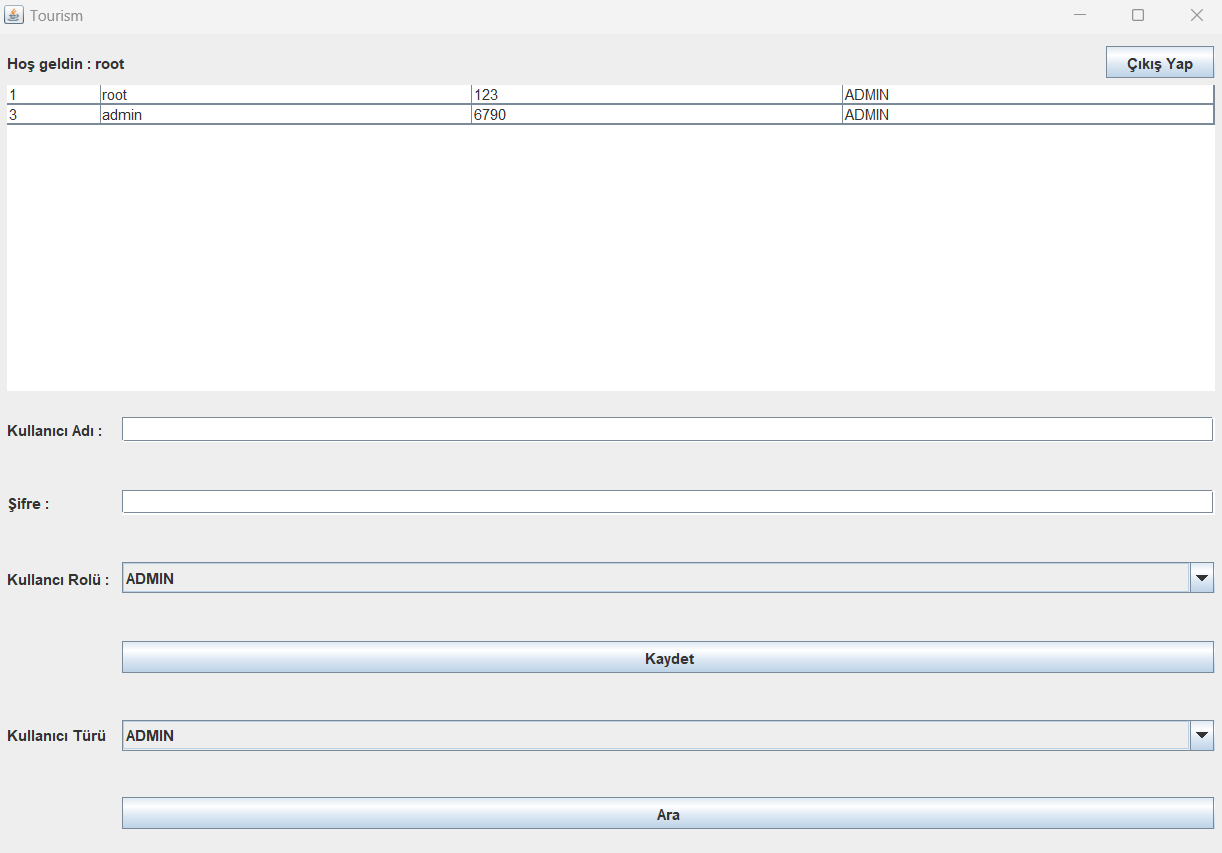 Tourism
Hoş geldin : root
Çıkış Yap
1 root 123 ADMIN
3 admin 6790 ADMIN
Kullanıcı Adı :
Şifre :
Kullancı Rolü : ADMIN
Kaydet
Kullanıcı Türü ADMIN
Ara